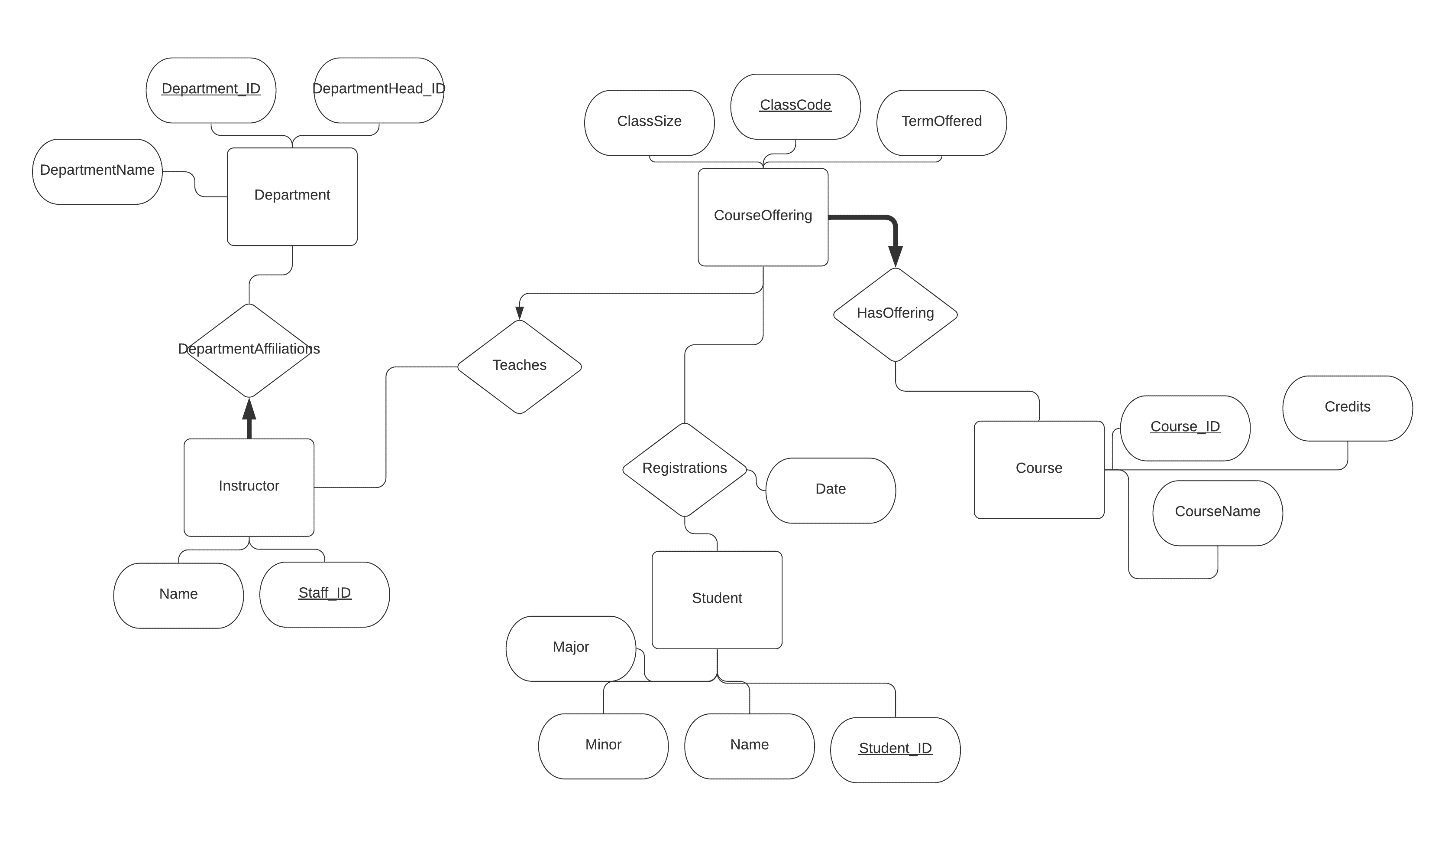 Department_ID
DepartmentHead_ID
DepartmentName
Department
ClassSize
ClassCode
TermOffered
CourseOffering
HasOffering
DepartmentAffiliations
Teaches
Instructor
Name
Staff_ID
Registrations
Date
Course
Course_ID
Credits
CourseName
Student
Major
Minor
Name
Student_ID